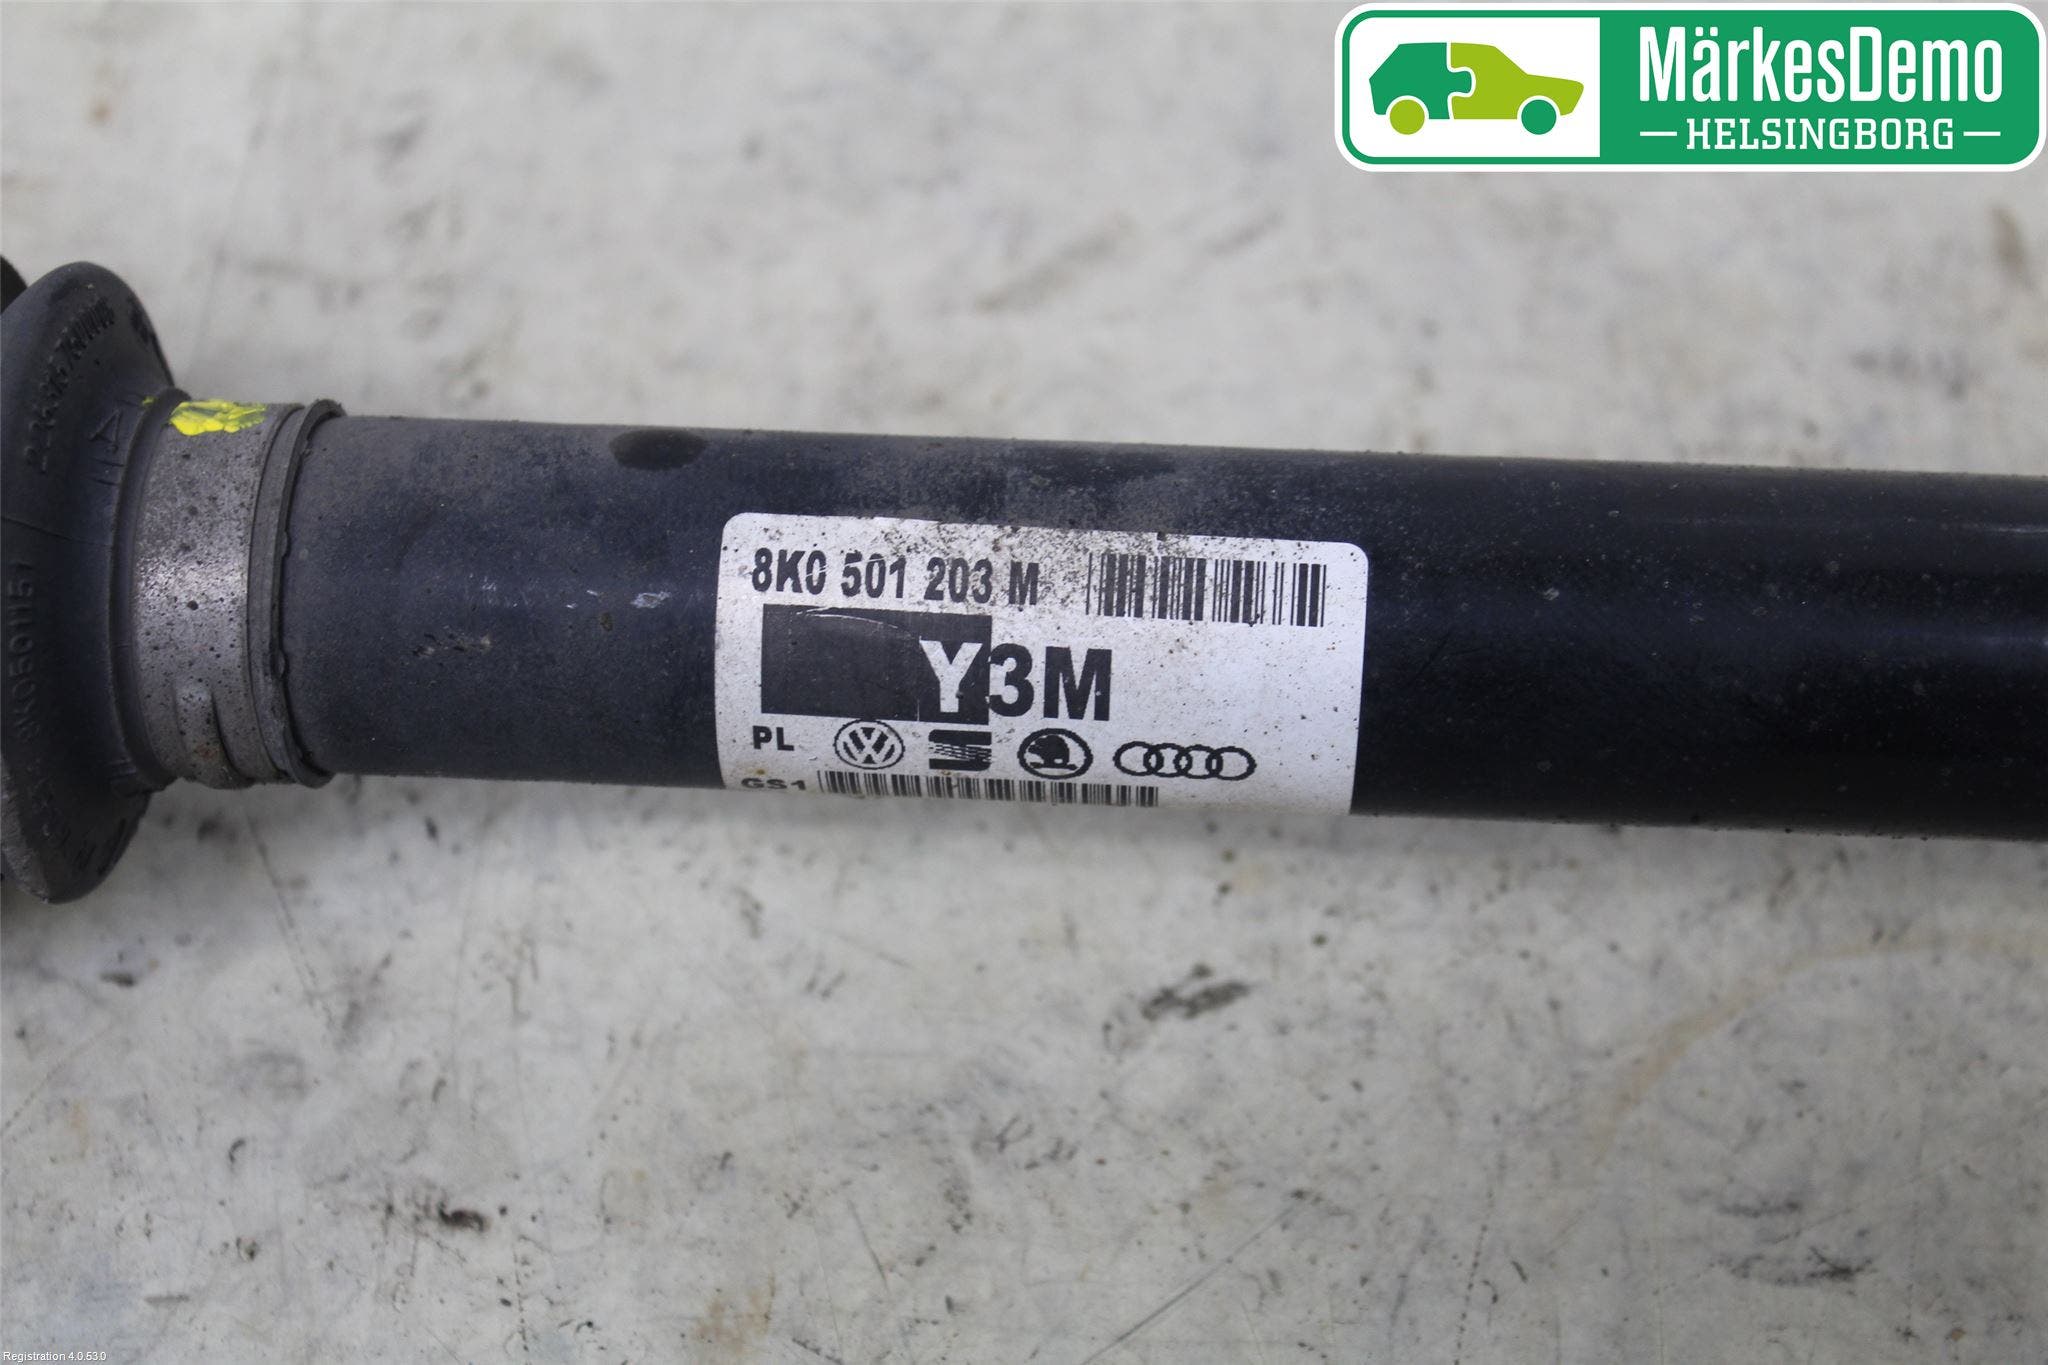 MärkesDemo
HELSINGBORG
8K0 501 203 M
Y3M
PL
GS1
Registration 4.0.53.0